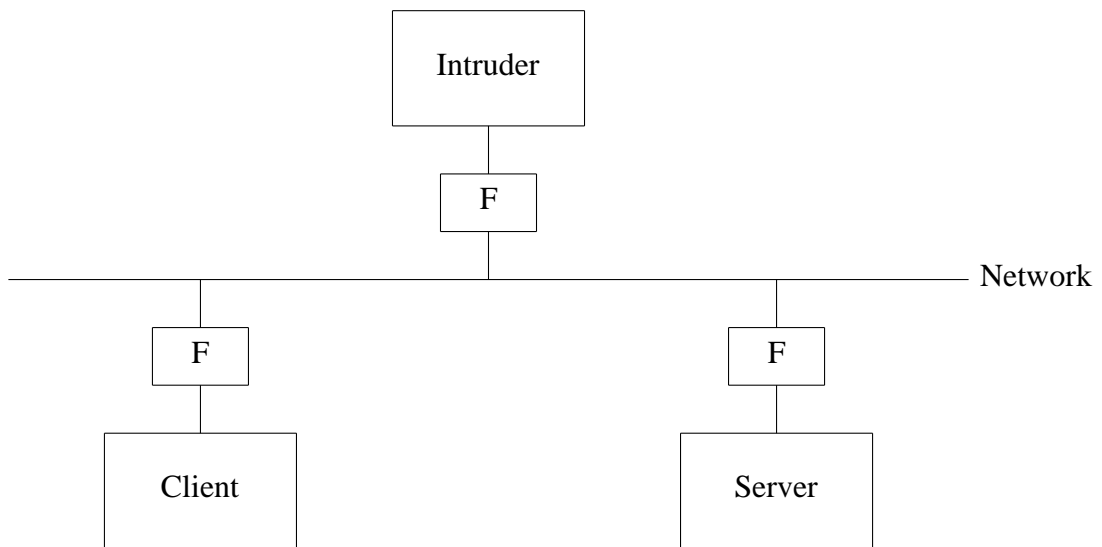 Intruder
F
Network
F
F
Client
Server